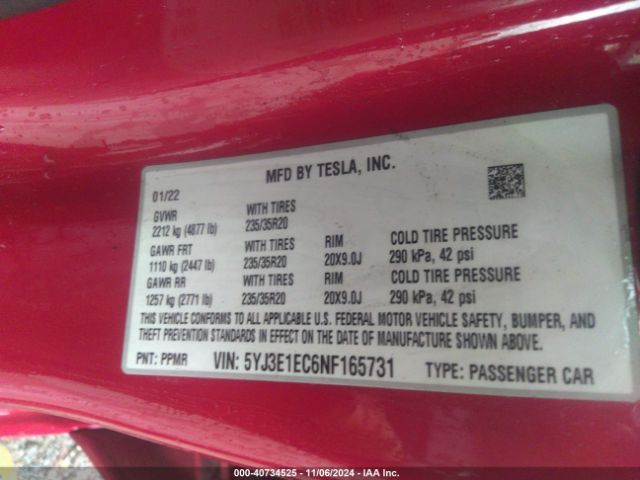 MFD BY TESLA, INC.
01/22
GVWR WITH TIRES
2212 kg (4877 lb) 235/35R20
GAWR FRT WITH TIRES RIM COLD TIRE PRESSURE
1110 kg (2447 lb) 235/35R20 20X9.0J 290 kPa, 42 psi
GAWR RR WITH TIRES RIM COLD TIRE PRESSURE
1257 kg (2771 lb) 235/35R20 20X9.0J 290 kPa, 42 psi
THIS VEHICLE CONFORMS TO ALL APPLICABLE U.S. FEDERAL MOTOR VEHICLE SAFETY, BUMPER, AND
THEFT PREVENTION STANDARDS IN EFFECT ON THE DATE OF MANUFACTURE SHOWN ABOVE.
PNT: PPMR VIN: 5YJ3E1EC6NF165731 TYPE: PASSENGER CAR
000-40734525 - 11/06/2024 - IAA Inc.